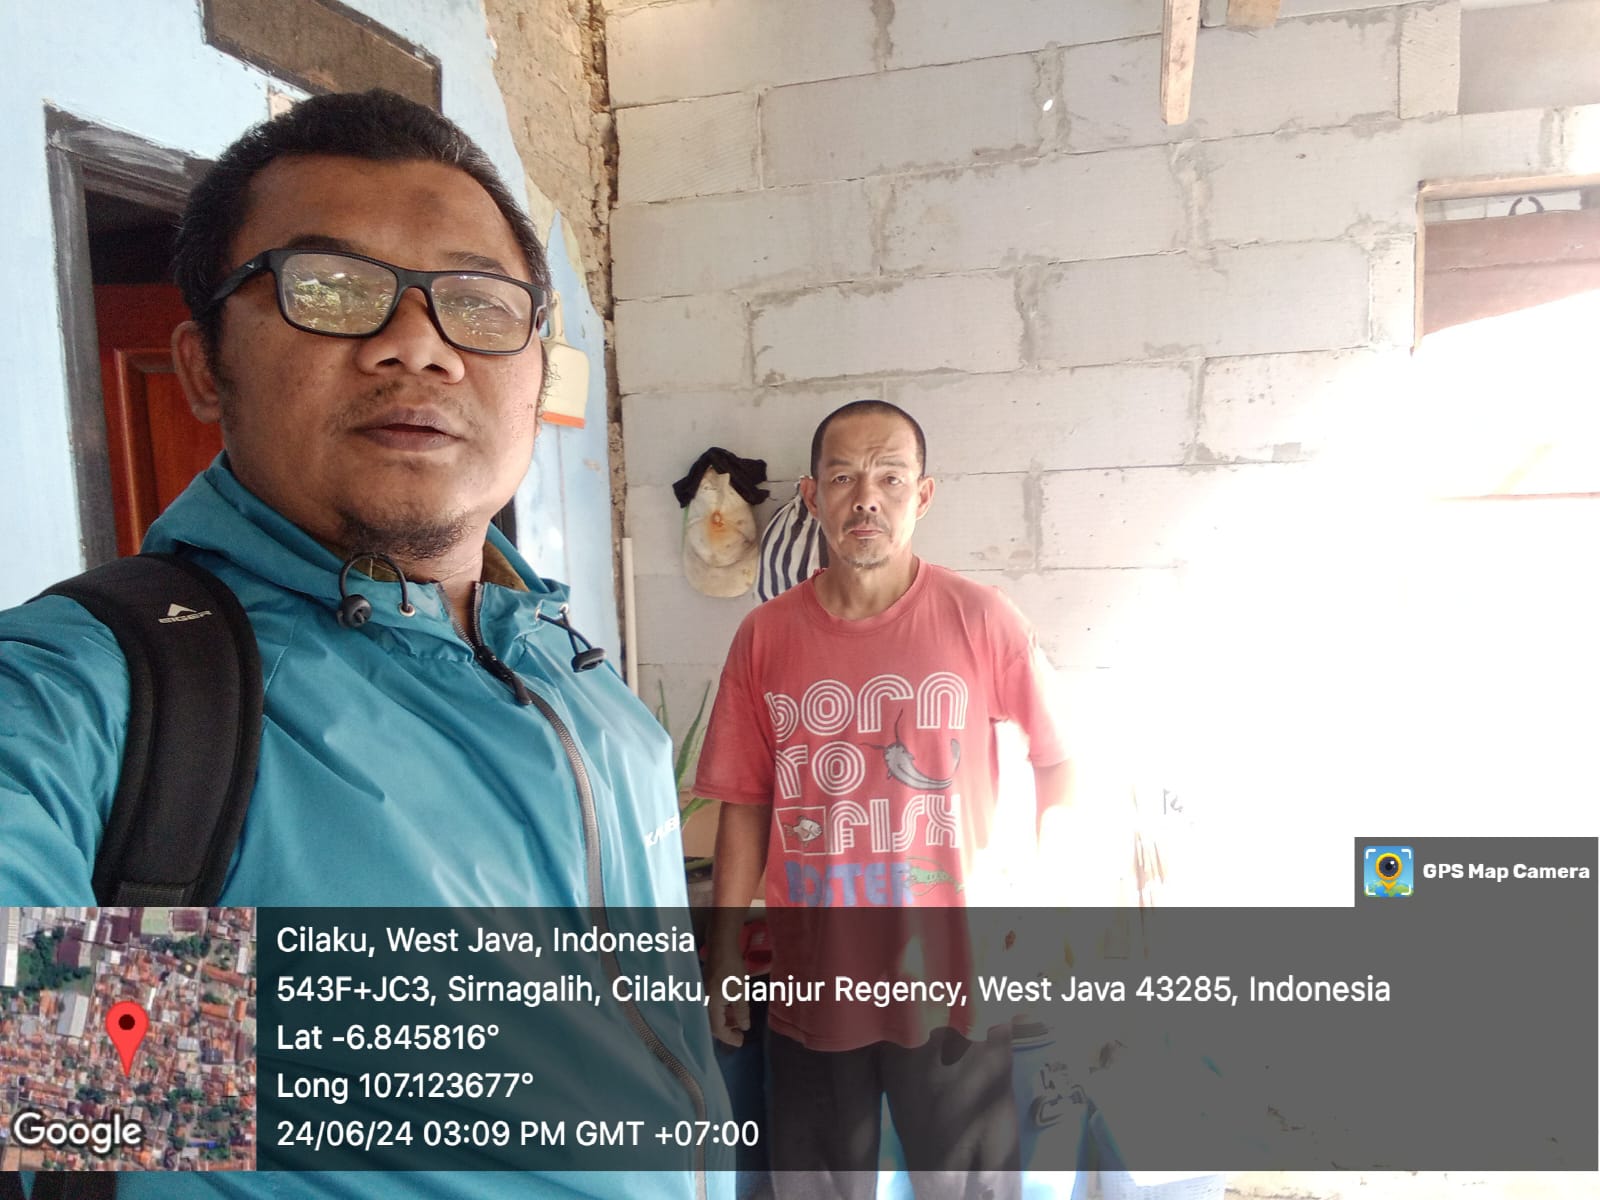 EIGER
born
TO
FISH
GPS Map Camera
Cilaku, West Java, Indonesia
543F+JC3, Sirnagalih, Cilaku, Cianjur Regency, West Java 43285, Indonesia
Lat -6.845816°
Long 107.123677°
24/06/24 03:09 PM GMT +07:00
Google